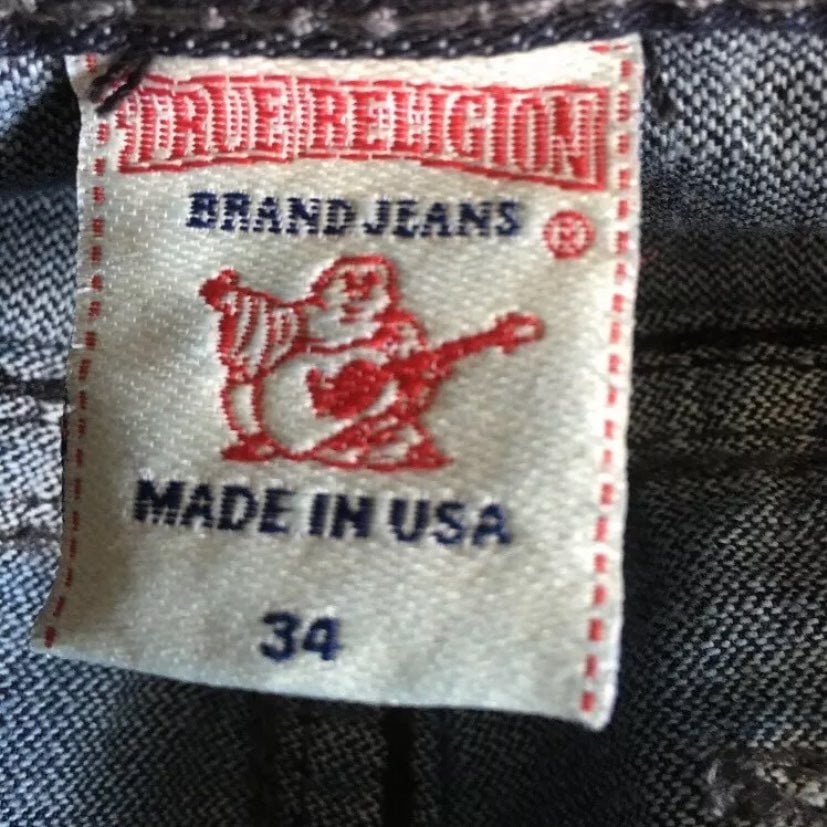 TRUE RELIGION
BRAND JEANS ®
MADE IN USA
34